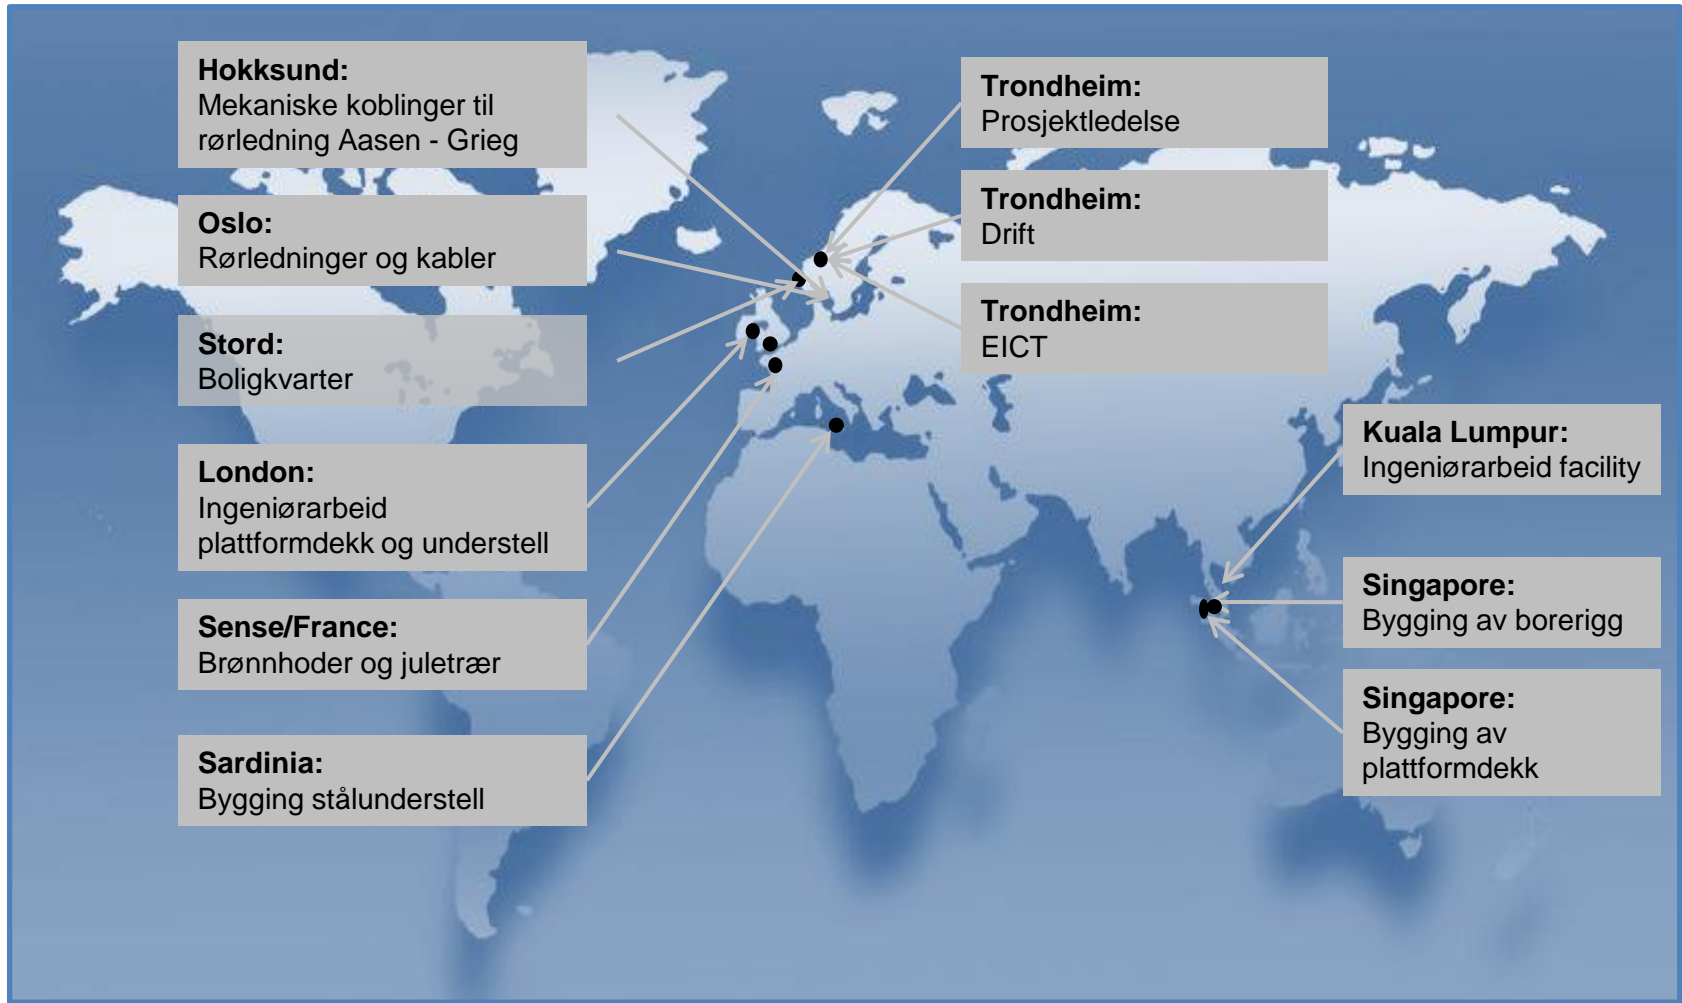 Hokksund:
Mekaniske koblinger til
rørledning Aasen - Grieg
Oslo:
Rørledninger og kabler
Stord:
Boligkvarter
London:
Ingeniørarbeid
plattformdekk og understell
Sense/France:
Brønnhoder og juletrær
Sardinia:
Bygging stålunderstell
Trondheim:
Prosjektledelse
Trondheim:
Drift
Trondheim:
EICT
Kuala Lumpur:
Ingeniørarbeid facility
Singapore:
Bygging av borerigg
Singapore:
Bygging av
plattformdekk